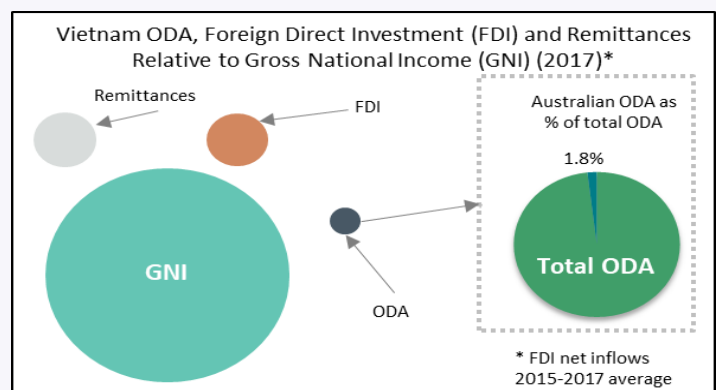 Vietnam ODA, Foreign Direct Investment (FDI) and Remittances
Relative to Gross National Income (GNI) (2017)*
Remittances
FDI
Australian ODA as
% of total ODA
1.8%
GNI
Total ODA
ODA
* FDI net inflows
2015-2017 average